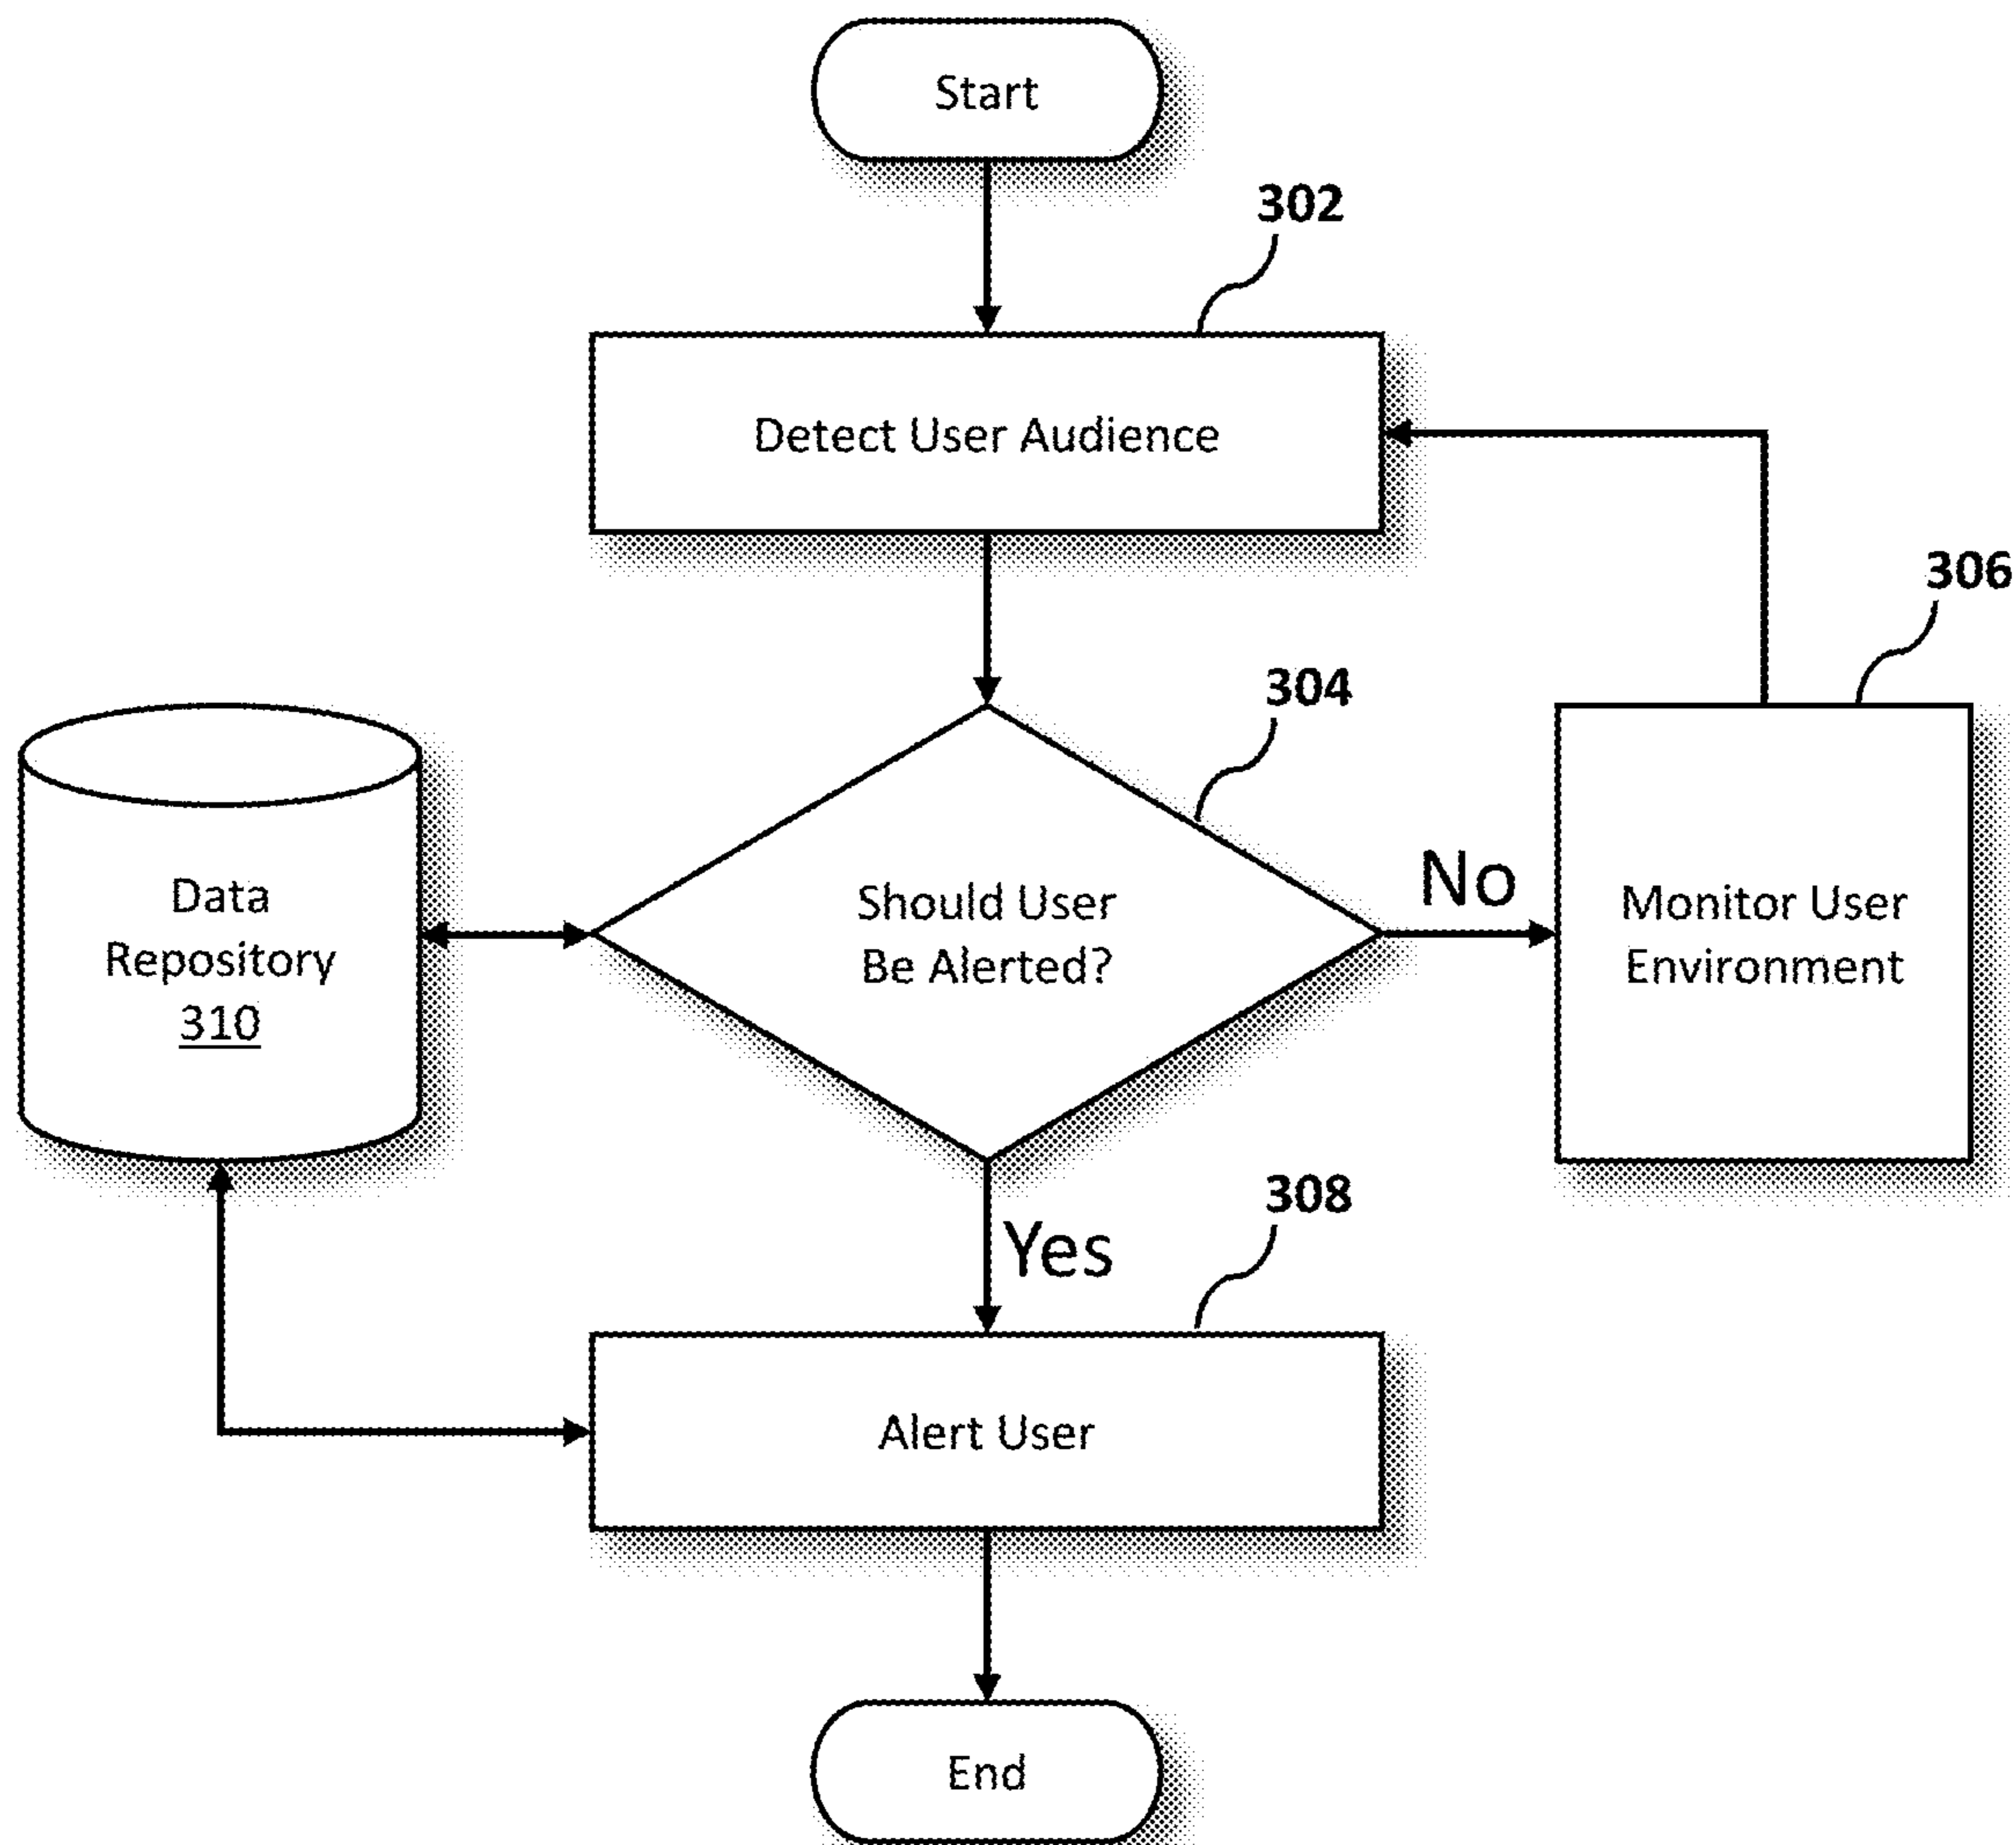 Start
302
Detect User Audience
306
304
Data
Repository
310
Should User
Be Alerted?
No
Monitor User
Environment
308
Yes
Alert User
End